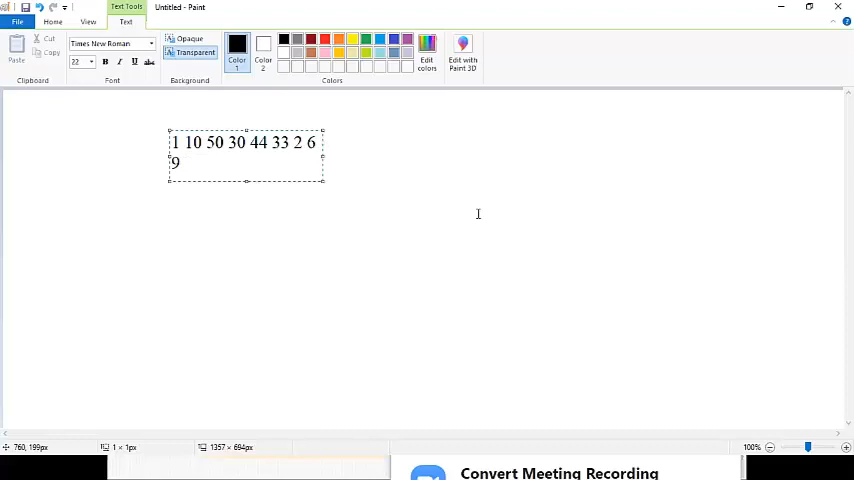 Text Tools
Untitled - Paint
File
Home
View
Text
Paste
Cut
Copy
Clipboard
Times New Roman
22
B I U abc
Font
A Opaque
A Transparent
Background
Color 1
Color 2
Colors
Edit colors
Edit with Paint 3D
1 10 50 30 44 33 2 6
9
760, 199px
1 × 1px
1357 × 694px
100%
Convert Meeting Recording